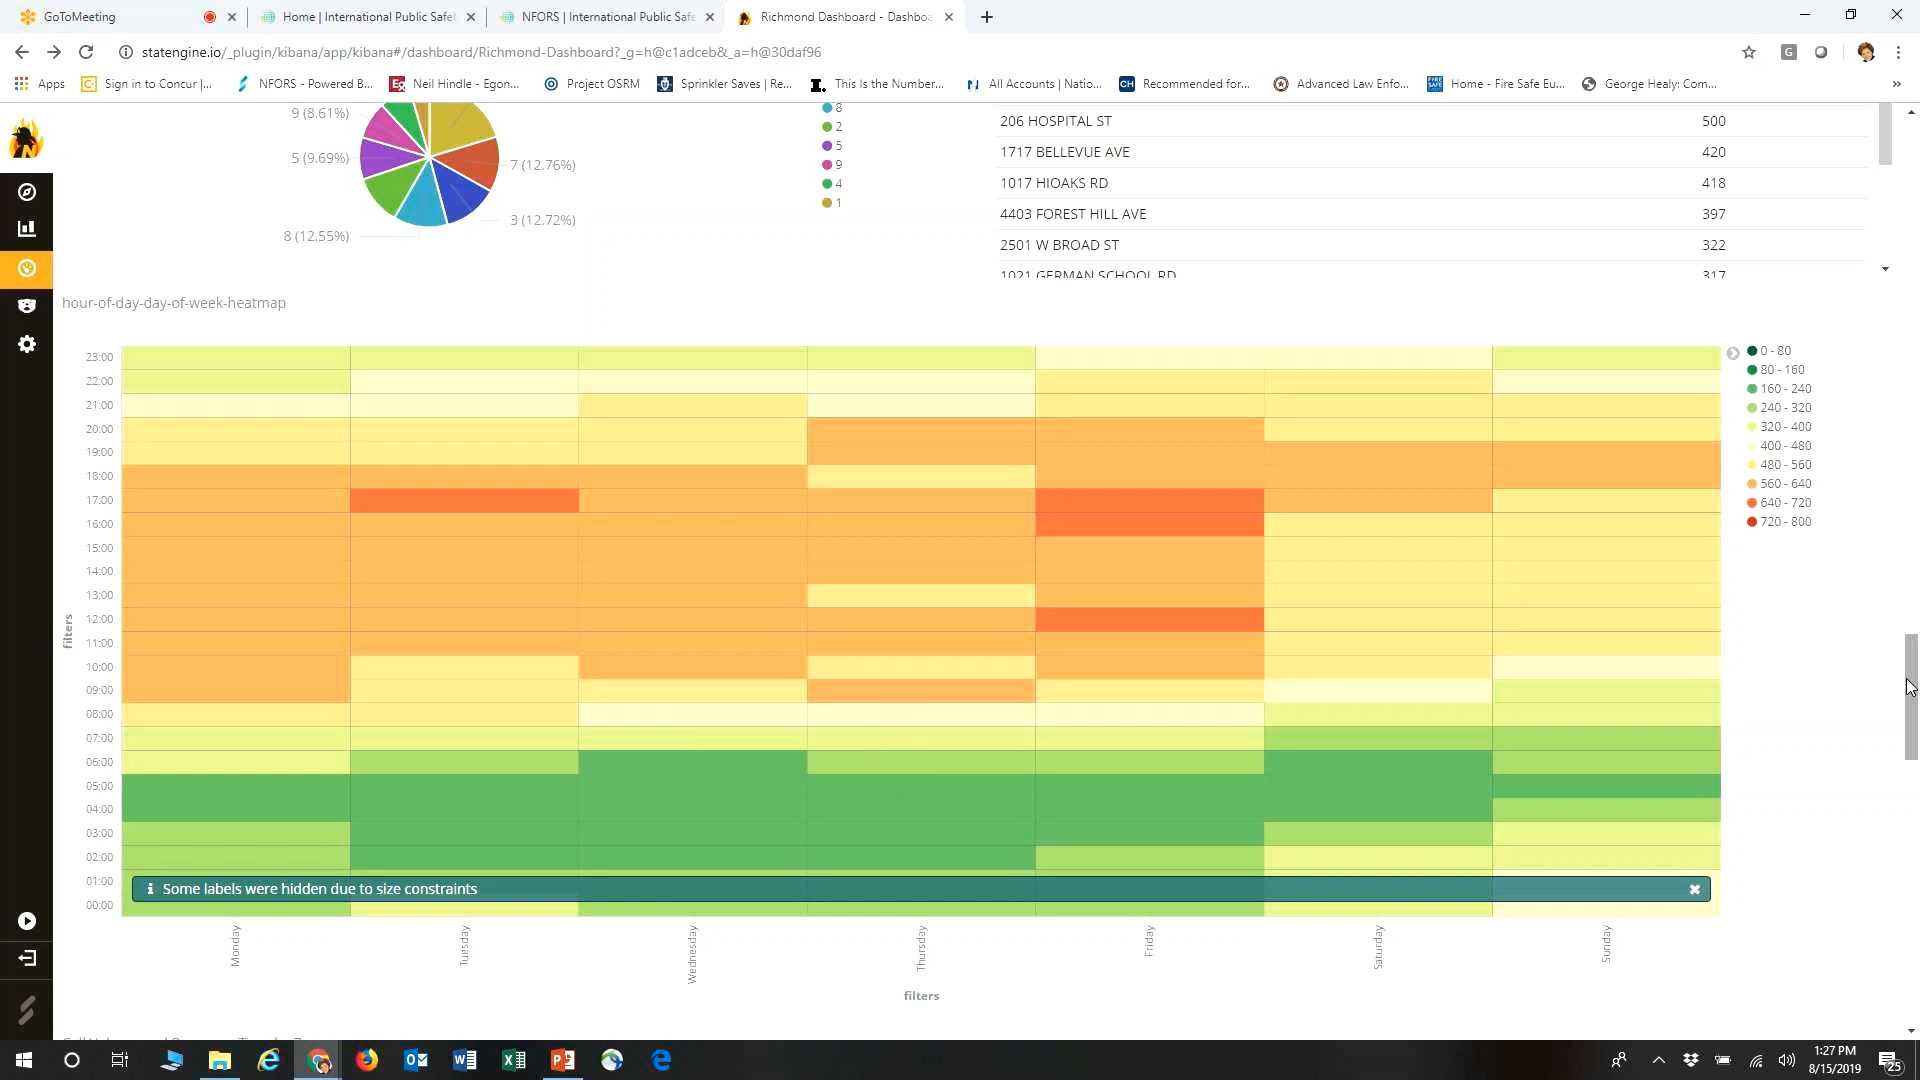 GoToMeeting
Home | International Public Safet
NFORS | International Public Safe
Richmond Dashboard - Dashboa
statengine.io/_plugin/kibana/app/kibana#/dashboard/Richmond-Dashboard?_g=h@c1adceb&_a=h@30daf96
Apps
Sign in to Concur |...
NFORS - Powered B...
Neil Hindle - Egon...
Project OSRM
Sprinkler Saves | Re...
This Is the Number...
All Accounts | Natio...
Recommended for...
Advanced Law Enfo...
Home - Fire Safe Eu...
George Healy: Com...
9 (8.61%)
5 (9.69%)
8 (12.55%)
7 (12.76%)
3 (12.72%)
8
2
5
9
4
1
206 HOSPITAL ST 500
1717 BELLEVUE AVE 420
1017 HIOAKS RD 418
4403 FOREST HILL AVE 397
2501 W BROAD ST 322
1021 GERMAN SCHOOL RD 317
hour-of-day-day-of-week-heatmap
filters
23:00
22:00
21:00
20:00
19:00
18:00
17:00
16:00
15:00
14:00
13:00
12:00
11:00
10:00
09:00
08:00
07:00
06:00
05:00
04:00
03:00
02:00
01:00
00:00
0 - 80
80 - 160
160 - 240
240 - 320
320 - 400
400 - 480
480 - 560
560 - 640
640 - 720
720 - 800
Some labels were hidden due to size constraints
Monday
Tuesday
Wednesday
Thursday
Friday
Saturday
Sunday
filters
1:27 PM
8/15/2019
25